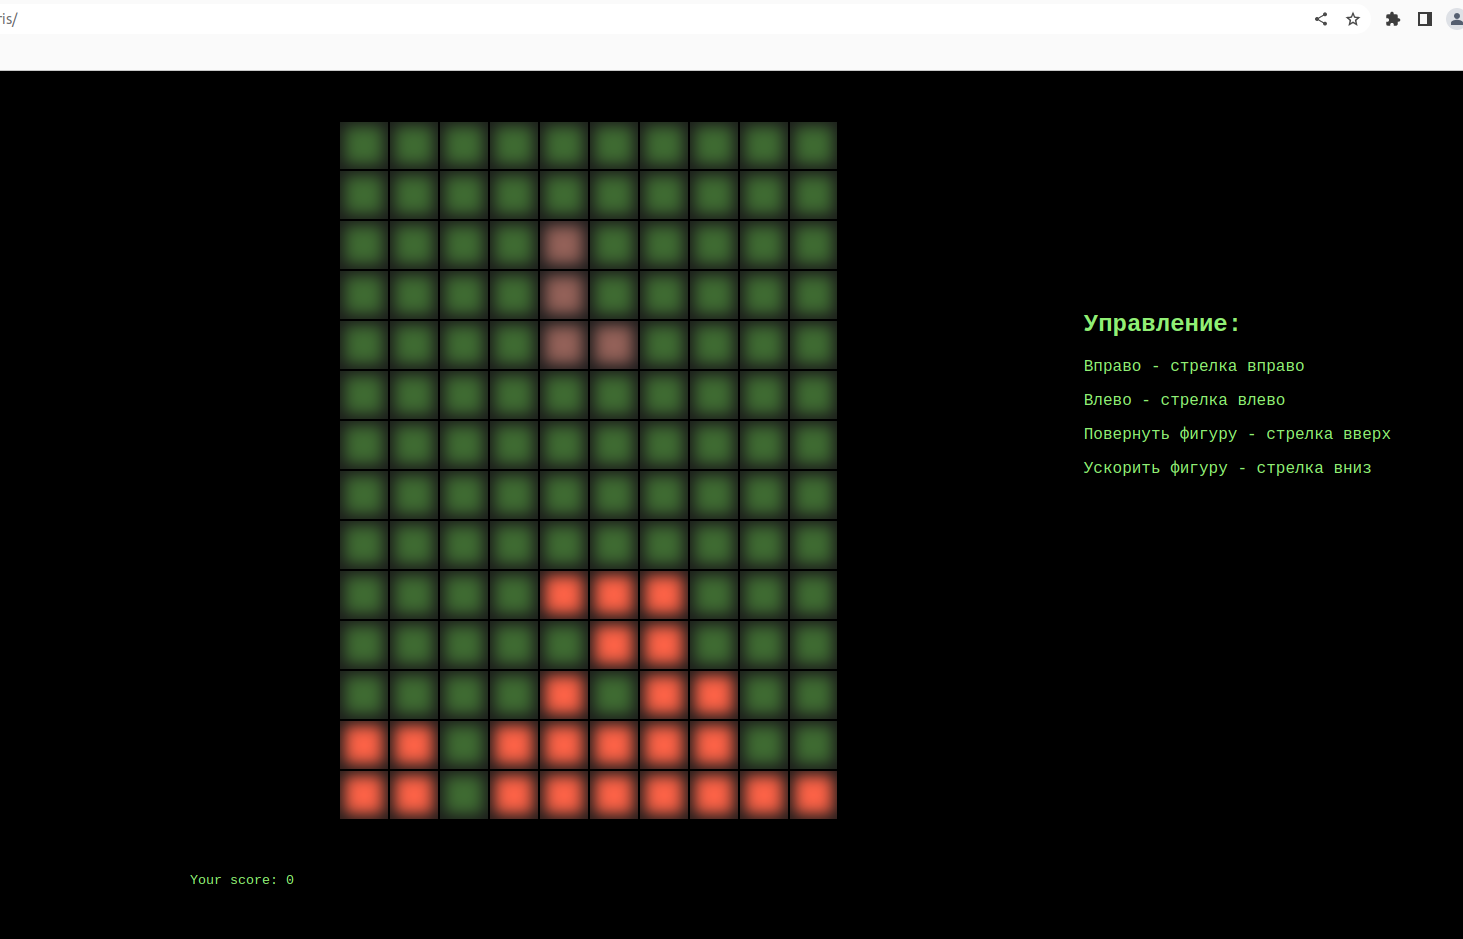 ris/
Управление:
Вправо - стрелка вправо
Влево - стрелка влево
Повернуть фигуру - стрелка вверх
Ускорить фигуру - стрелка вниз
Your score: 0